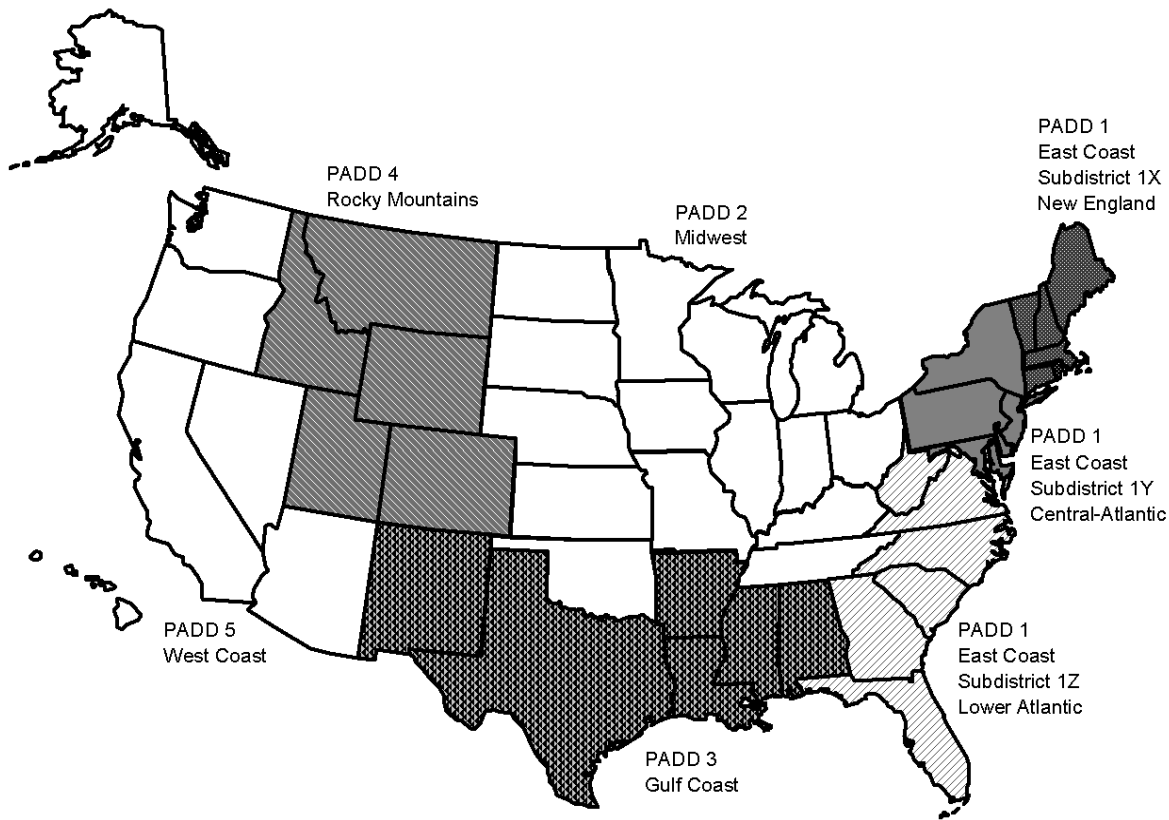 PADD 1
East Coast
Subdistrict 1X
New England
PADD 4
Rocky Mountains
PADD 2
Midwest
PADD 1
East Coast
Subdistrict 1Y
Central-Atlantic
PADD 5
West Coast
PADD 1
East Coast
Subdistrict 1Z
Lower Atlantic
PADD 3
Gulf Coast